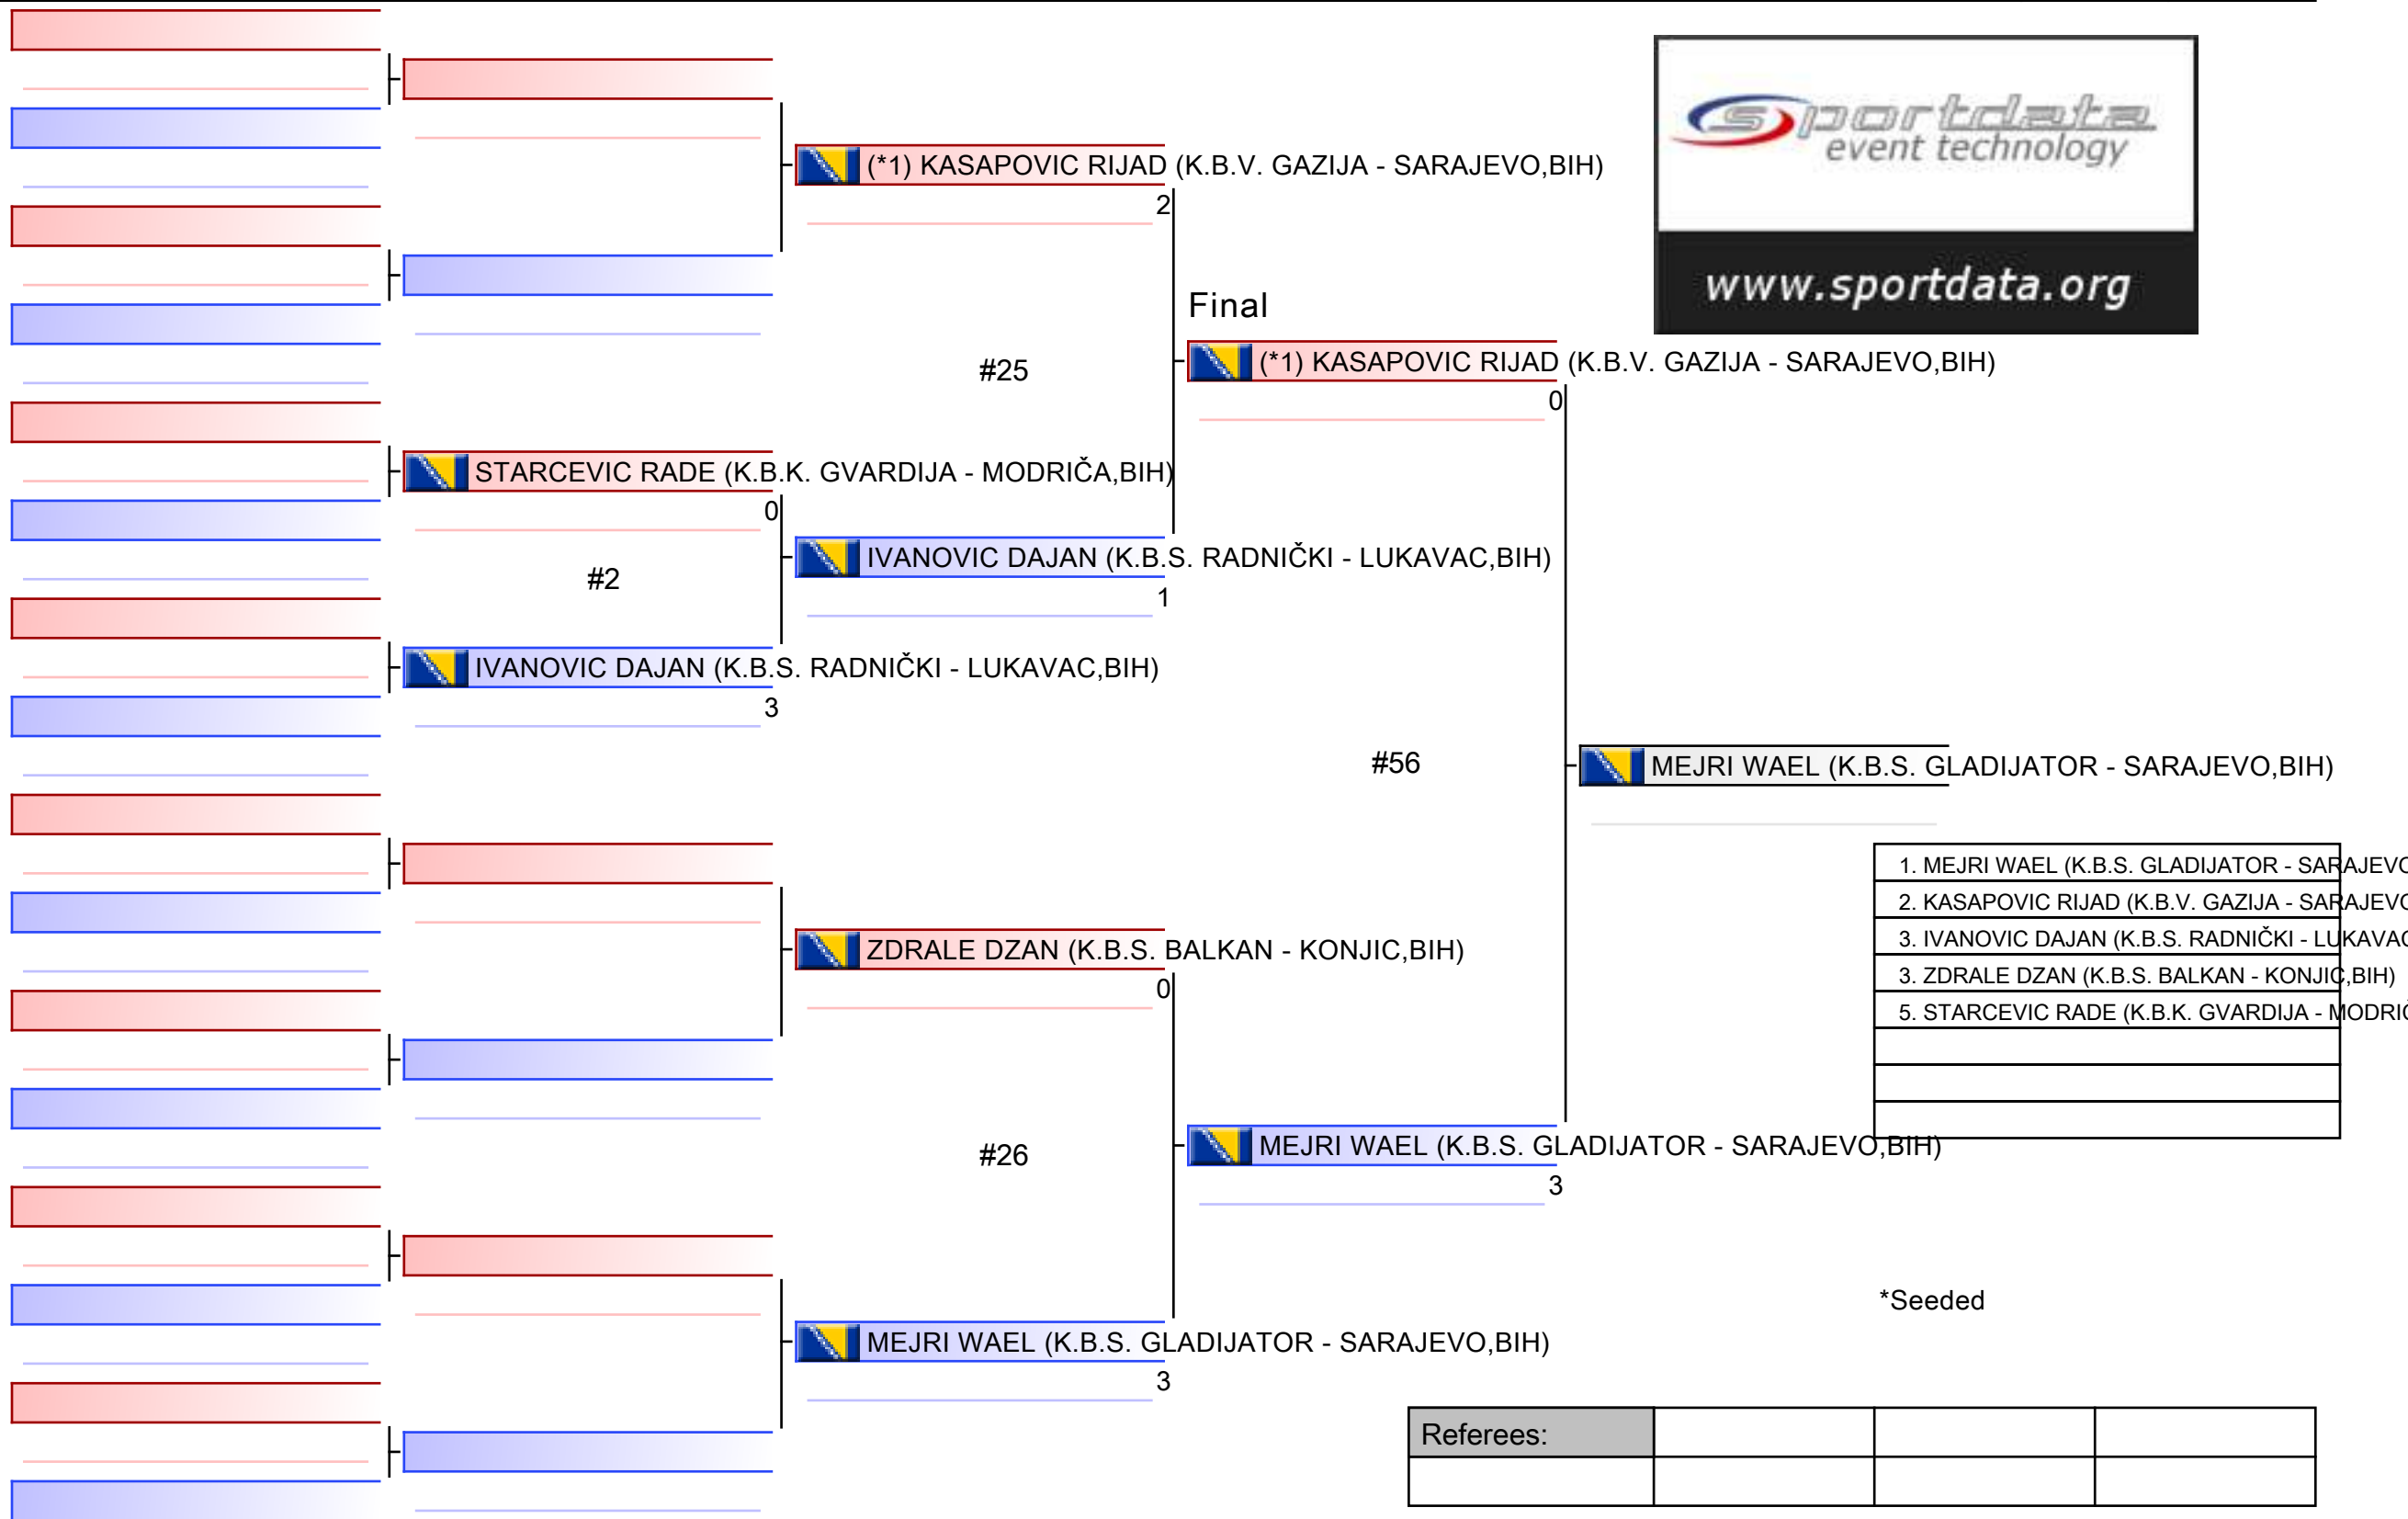 sportdata
event technology
www.sportdata.org
(*1) KASAPOVIC RIJAD (K.B.V. GAZIJA - SARAJEVO,BIH)
2
Final
#25
(*1) KASAPOVIC RIJAD (K.B.V. GAZIJA - SARAJEVO,BIH)
0
STARCEVIC RADE (K.B.K. GVARDIJA - MODRIČA,BIH)
0
#2
IVANOVIC DAJAN (K.B.S. RADNIČKI - LUKAVAC,BIH)
1
IVANOVIC DAJAN (K.B.S. RADNIČKI - LUKAVAC,BIH)
3
#56
MEJRI WAEL (K.B.S. GLADIJATOR - SARAJEVO,BIH)
1. MEJRI WAEL (K.B.S. GLADIJATOR - SARAJEVO
2. KASAPOVIC RIJAD (K.B.V. GAZIJA - SARAJEVO
3. IVANOVIC DAJAN (K.B.S. RADNIČKI - LUKAVAC
3. ZDRALE DZAN (K.B.S. BALKAN - KONJIC,BIH)
5. STARCEVIC RADE (K.B.K. GVARDIJA - MODRIČ
ZDRALE DZAN (K.B.S. BALKAN - KONJIC,BIH)
0
#26
MEJRI WAEL (K.B.S. GLADIJATOR - SARAJEVO,BIH)
3
*Seeded
MEJRI WAEL (K.B.S. GLADIJATOR - SARAJEVO,BIH)
3
Referees: